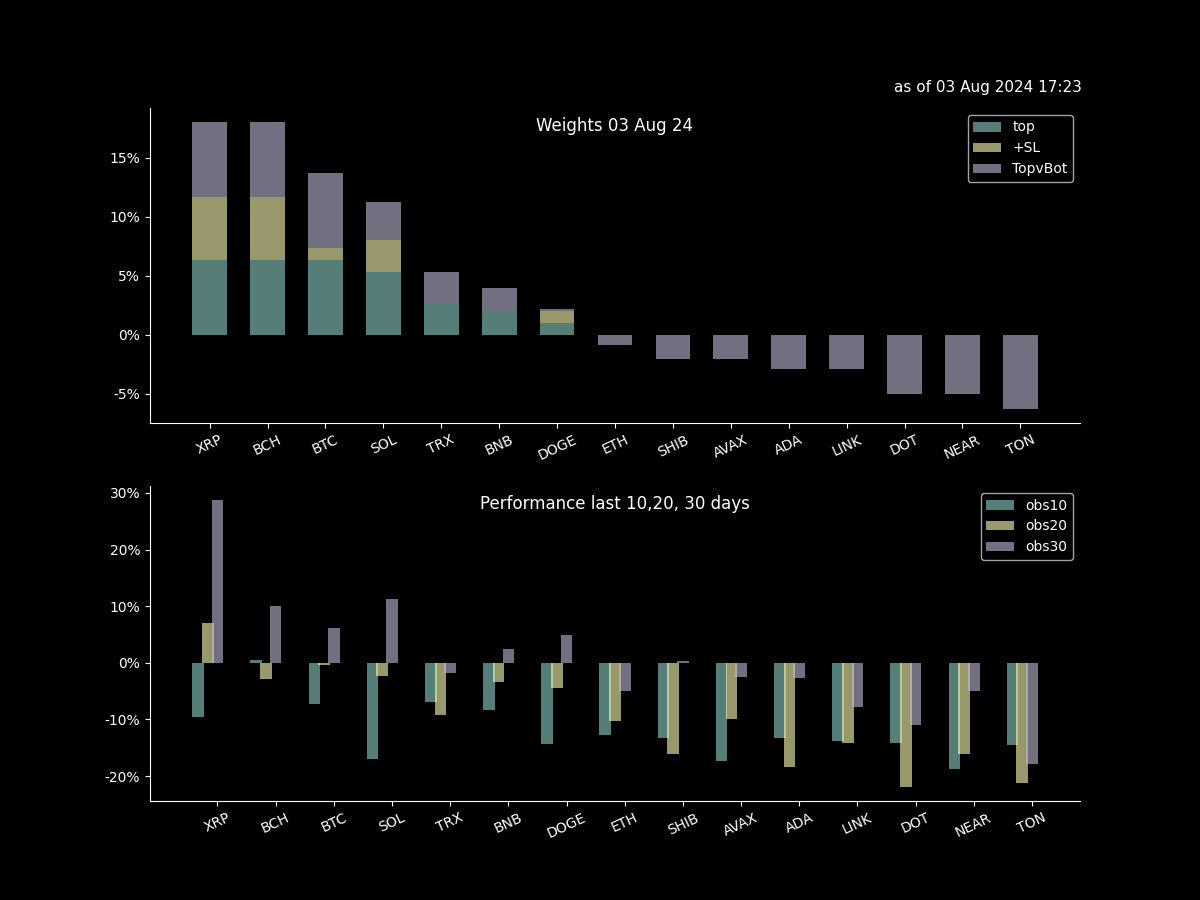 as of 03 Aug 2024 17:23
Weights 03 Aug 24
top
+SL
TopvBot
15%
10%
5%
0%
-5%
XRP BCH BTC SOL TRX BNB DOGE ETH SHIB AVAX ADA LINK DOT NEAR TON
Performance last 10,20, 30 days
obs10
obs20
obs30
30%
20%
10%
0%
-10%
-20%
XRP BCH BTC SOL TRX BNB DOGE ETH SHIB AVAX ADA LINK DOT NEAR TON